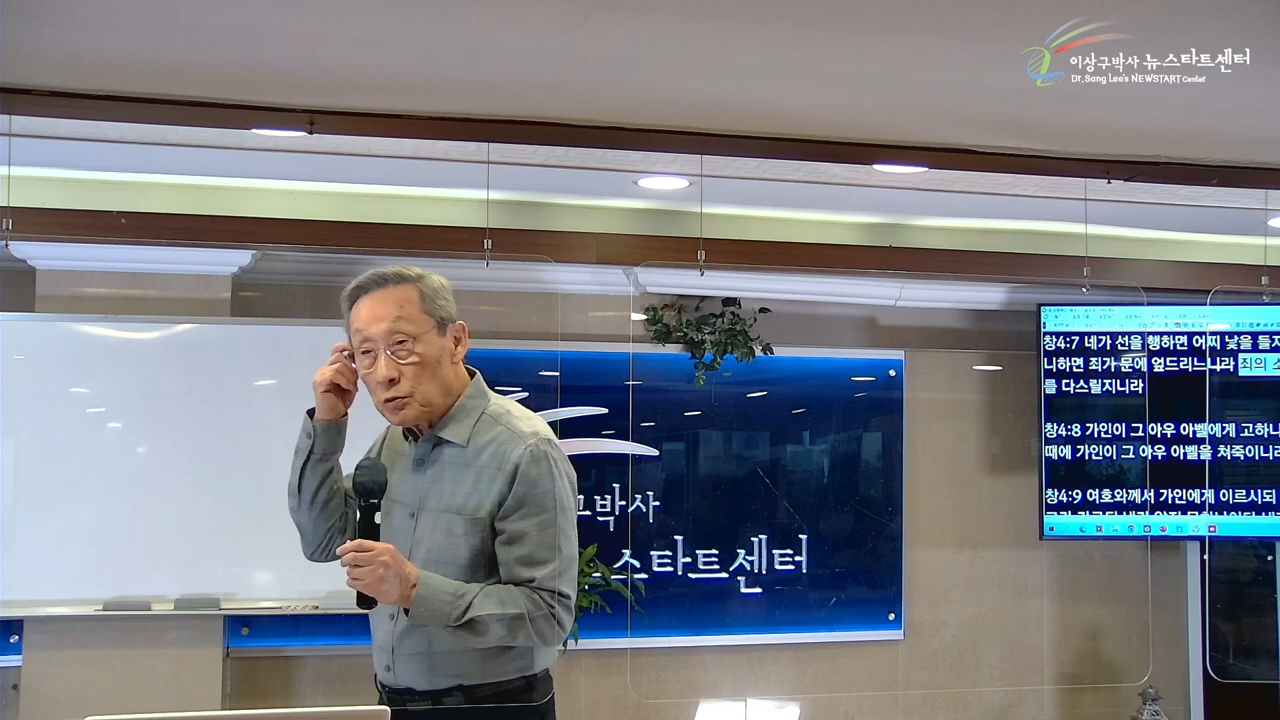 이상구박사 뉴스타트센터
Dr. Sang Lee's NEWSTART Center
창4:7 네가 선을 행하면 어찌 낯을 들지
니하면 죄가 문에 엎드리느니라 죄의 소
를 다스릴지니라
창4:8 가인이 그 아우 아벨에게 고하니
때에 가인이 그 아우 아벨을 쳐죽이니라
창4:9 여호와께서 가인에게 이르시되
구박사
스타트센터